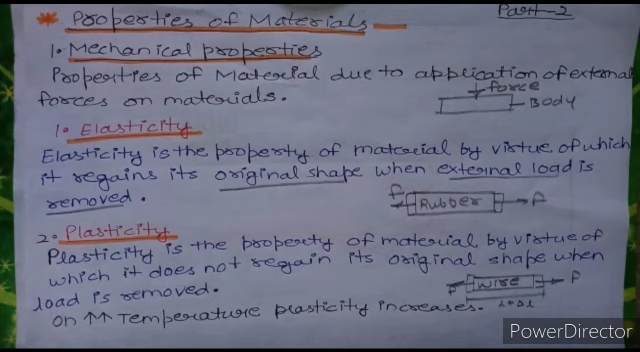 * Properties of Materials Part-2
1. Mechanical properties
Properties of Material due to application of external
forces on materials.
force
Body
1. Elasticity
Elasticity is the property of material by virtue of which
it regains its original shape when external load is
removed.
F Rubber F
2. Plasticity
Plasticity is the property of material by virtue of
which it does not regain its original shape when
load is removed.
F wire F
l+Δl
On ↑↑ Temperature plasticity increases.
PowerDirector